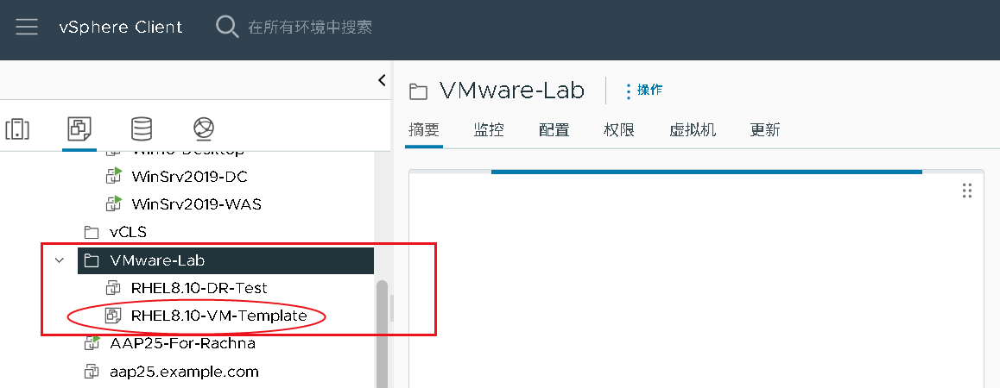 vSphere Client
在所有环境中搜索
VMware-Lab
操作
摘要
监控
配置
权限
虚拟机
更新
Win10-Desktop
WinSrv2019-DC
WinSrv2019-WAS
vCLS
VMware-Lab
RHEL8.10-DR-Test
RHEL8.10-VM-Template
AAP25-For-Rachna
aap25.example.com